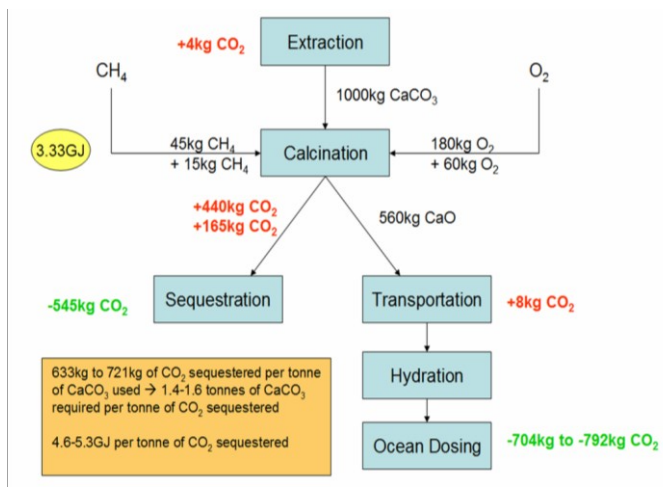 +4kg CO₂
Extraction
CH₄
O₂
1000kg CaCO₃
3.33GJ
45kg CH₄
+ 15kg CH₄
Calcination
180kg O₂
+ 60kg O₂
+440kg CO₂
+165kg CO₂
560kg CaO
-545kg CO₂
Sequestration
Transportation
+8kg CO₂
633kg to 721kg of CO₂ sequestered per tonne
of CaCO₃ used → 1.4-1.6 tonnes of CaCO₃
required per tonne of CO₂ sequestered
4.6-5.3GJ per tonne of CO₂ sequestered
Hydration
Ocean Dosing
-704kg to -792kg CO₂